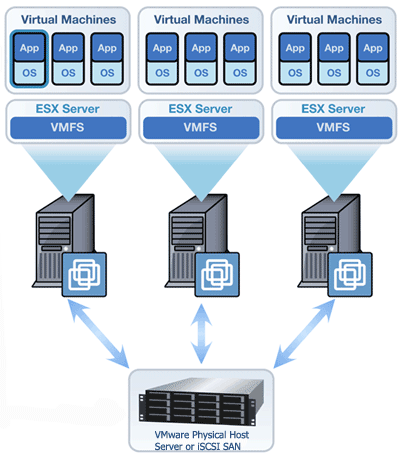 Virtual Machines Virtual Machines Virtual Machines
App App App App App App App App App
OS OS OS OS OS OS OS OS OS
ESX Server ESX Server ESX Server
VMFS VMFS VMFS
VMware Physical Host
Server or iSCSI SAN